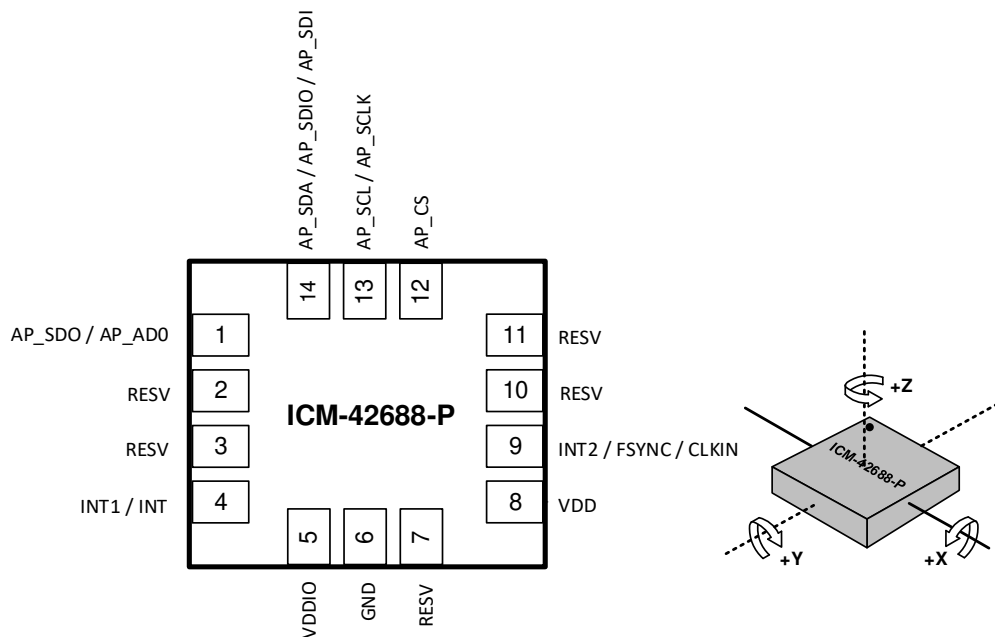 AP_SDA / AP_SDIO / AP_SDI
AP_SCL / AP_SCLK
AP_CS
14
13
12
AP_SDO / AP_AD0
1
11
RESV
RESV
2
10
RESV
RESV
3
ICM-42688-P
9
INT2 / FSYNC / CLKIN
INT1 / INT
4
8
VDD
5
6
7
VDDIO
GND
RESV
+Z
ICM-42688-P
+Y
+X